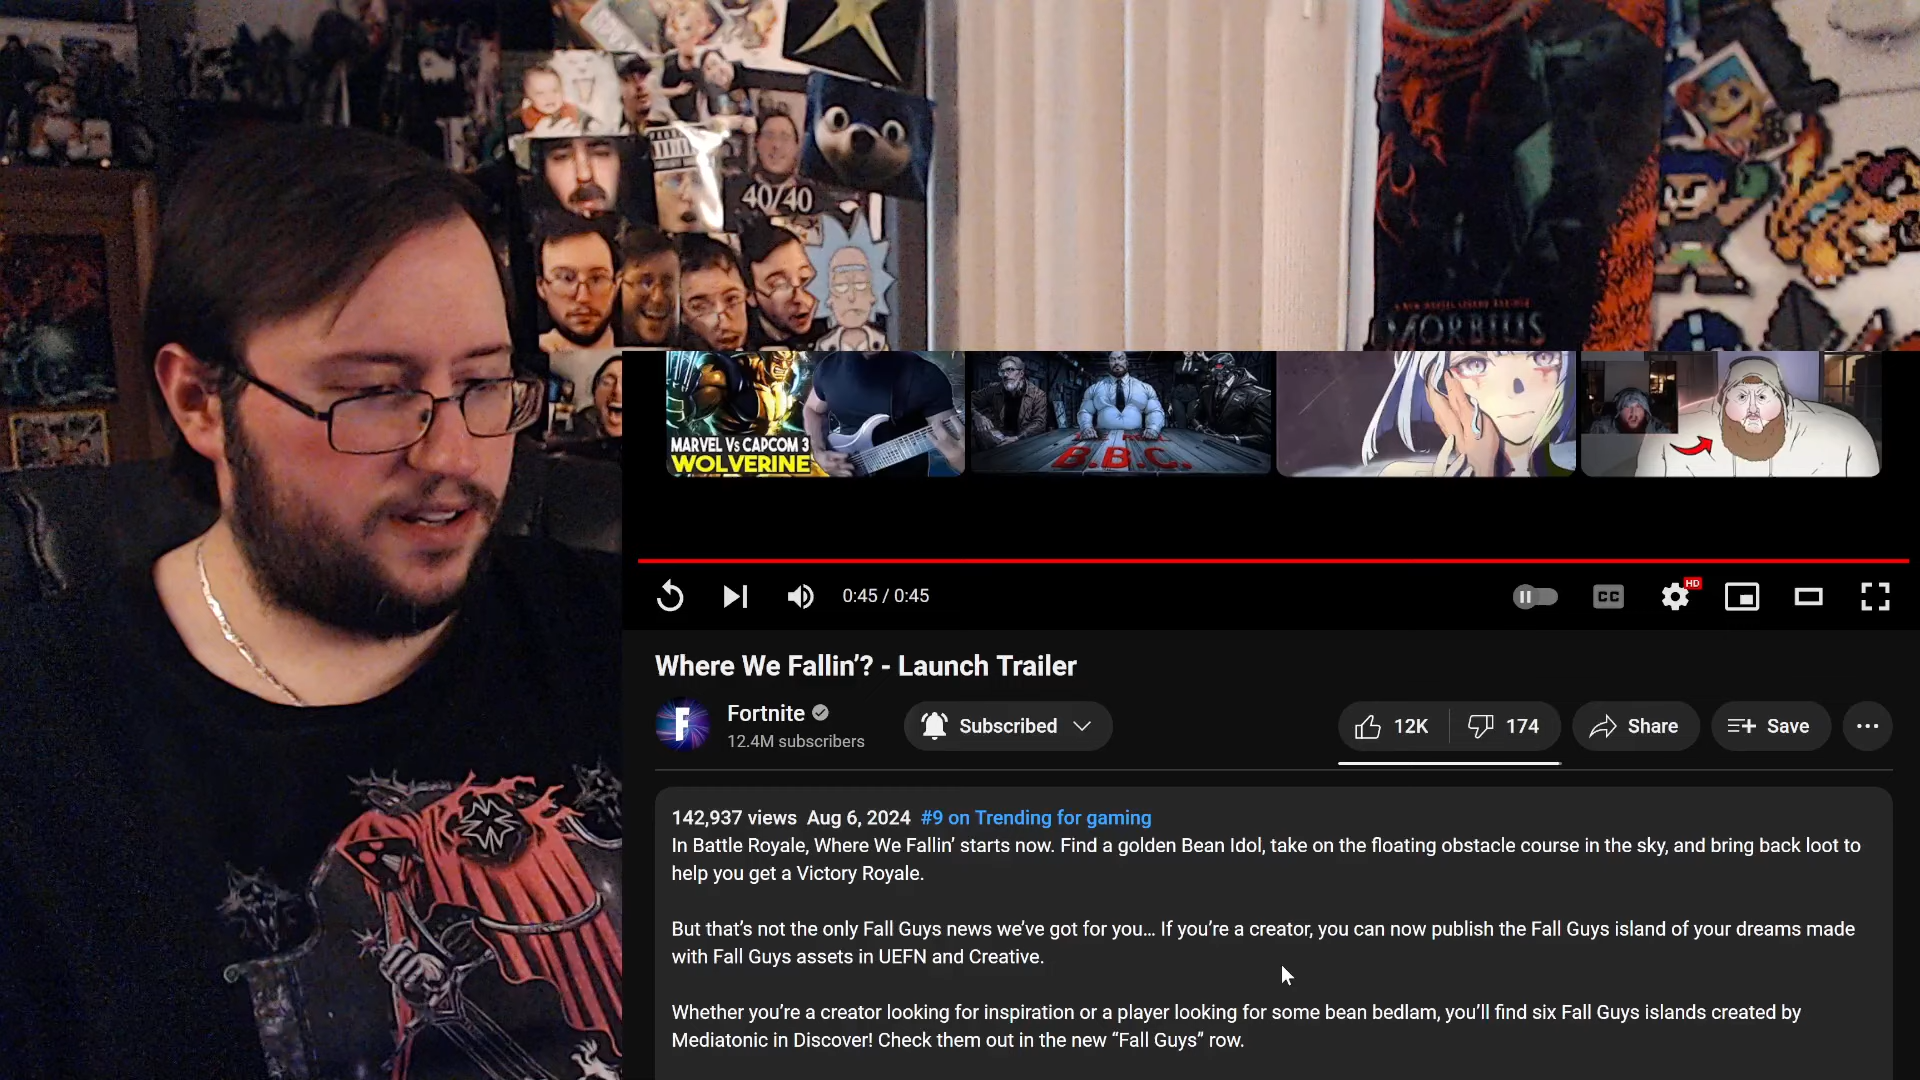 40/40
MORBIUS
MARVEL Vs CAPCOM 3
WOLVERINE
B.B.C.
0:45 / 0:45
CC
HD
Where We Fallin’? - Launch Trailer
F
Fortnite
12.4M subscribers
Subscribed
12K
174
Share
Save
142,937 views Aug 6, 2024 #9 on Trending for gaming
In Battle Royale, Where We Fallin’ starts now. Find a golden Bean Idol, take on the floating obstacle course in the sky, and bring back loot to
help you get a Victory Royale.
But that’s not the only Fall Guys news we’ve got for you... If you’re a creator, you can now publish the Fall Guys island of your dreams made
with Fall Guys assets in UEFN and Creative.
Whether you’re a creator looking for inspiration or a player looking for some bean bedlam, you’ll find six Fall Guys islands created by
Mediatonic in Discover! Check them out in the new “Fall Guys” row.